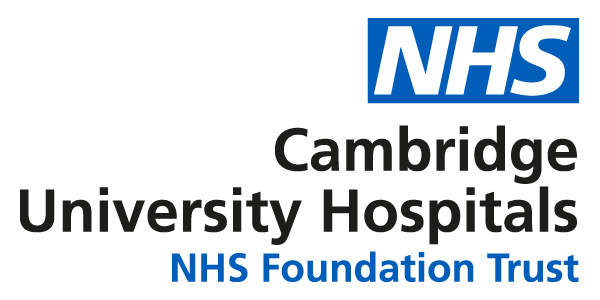 NHS
Cambridge
University Hospitals
NHS Foundation Trust